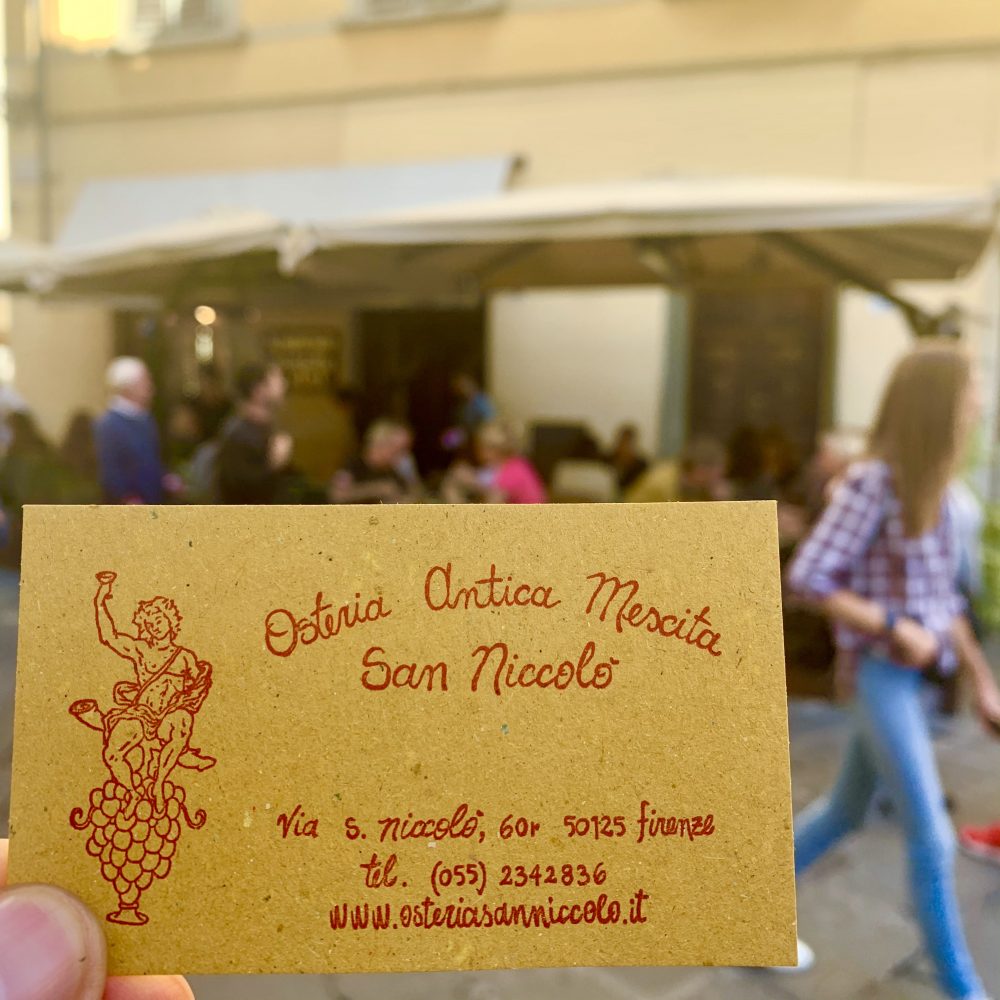 Osteria Antica Mescita
San Niccolò
Via S. Niccolò, 60r 50125 firenze
tel. (055) 2342836
www.osteriasanniccolo.it